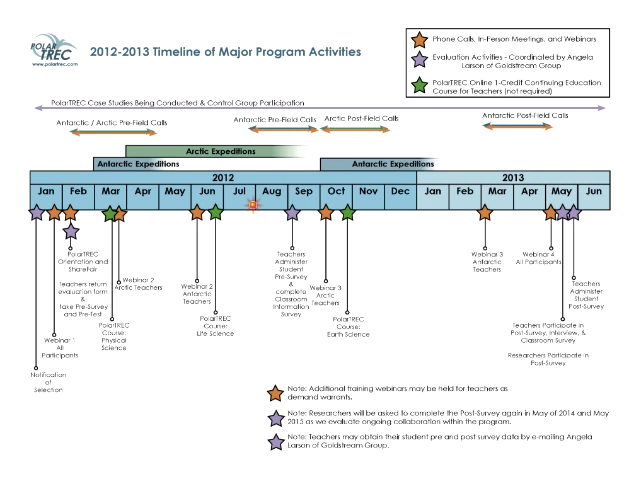 POLAR
TREC
www.polartrec.com
2012-2013 Timeline of Major Program Activities
Phone Calls, In-Person Meetings, and Webinars
Evaluation Activities - Coordinated by Angela
Larson of Goldstream Group
PolarTREC Online 1-Credit Continuing Education
Course for Teachers (not required)
PolarTREC Case Studies Being Conducted & Control Group Participation
Antarctic / Arctic Pre-Field Calls
Antarctic Pre-Field Calls
Arctic Post-Field Calls
Antarctic Post-Field Calls
Arctic Expeditions
Antarctic Expeditions
Antarctic Expeditions
2012
2013
Jan Feb Mar Apr May Jun Jul Aug Sep Oct Nov Dec Jan Feb Mar Apr May Jun
PolarTREC
Orientation and
ShareFair
Teachers return
evaluation form
&
take Pre-Survey
and Pre-Test
Webinar 2
Arctic Teachers
PolarTREC
Course:
Physical
Science
Webinar 1
All
Participants
Notification
of
Selection
Webinar 2
Antarctic
Teachers
PolarTREC
Course:
Life Science
Teachers
Administer
Student
Pre-Survey
&
complete
Classroom
Information
Survey
Webinar 3
Arctic
Teachers
PolarTREC
Course:
Earth Science
Webinar 3
Antarctic
Teachers
Webinar 4
All Participants
Teachers
Administer
Student
Post-Survey
Teachers Participate in
Post-Survey, Interview, &
Classroom Survey
Researchers Participate in
Post-Survey
Note: Additional training webinars may be held for teachers as
demand warrants.
Note: Researchers will be asked to complete the Post-Survey again in May of 2014 and May
2015 as we evaluate ongoing collaboration within the program.
Note: Teachers may obtain their student pre and post survey data by e-mailing Angela
Larson of Goldstream Group.